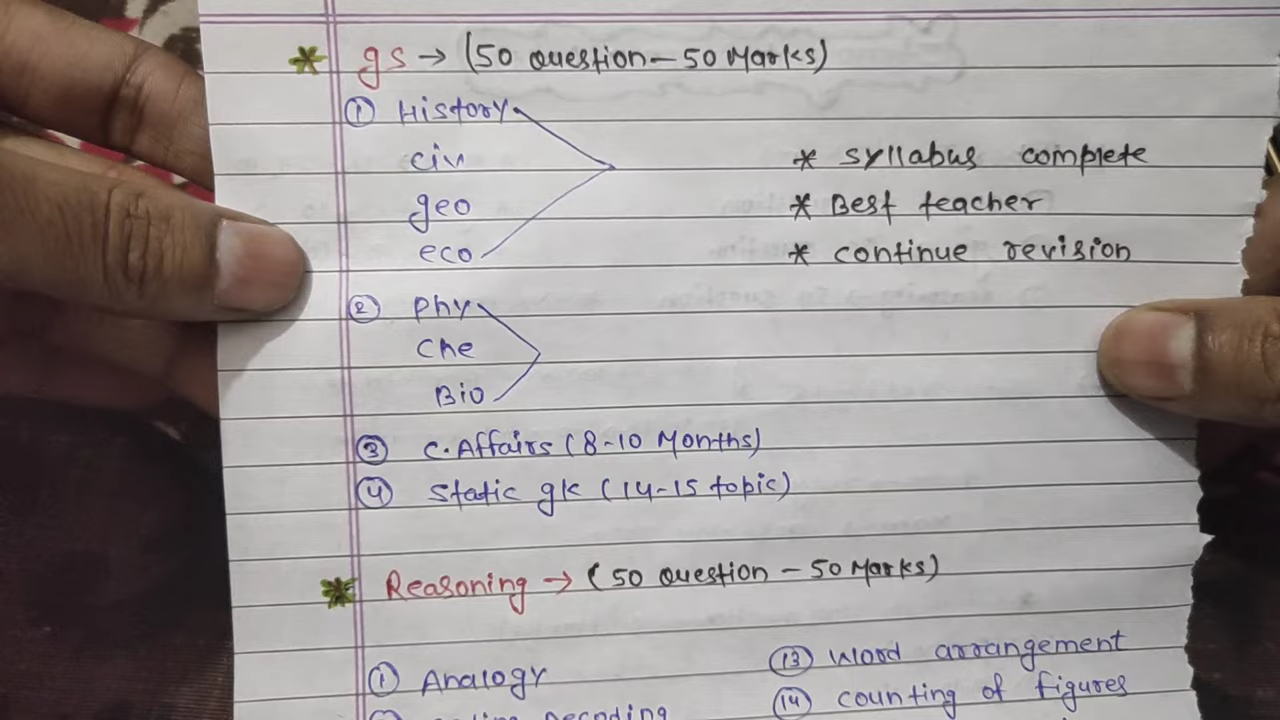 * gs → (50 question - 50 Marks)
① History
civ
geo
eco
* syllabus complete
* Best teacher
* continue revision
② Phy
Che
Bio
③ C.Affairs (8-10 Months)
④ Static gk (14-15 topic)
* Reasoning → (50 question - 50 Marks)
① Analogy
⑬ Word arrangement
⑭ counting of figures
Decoding